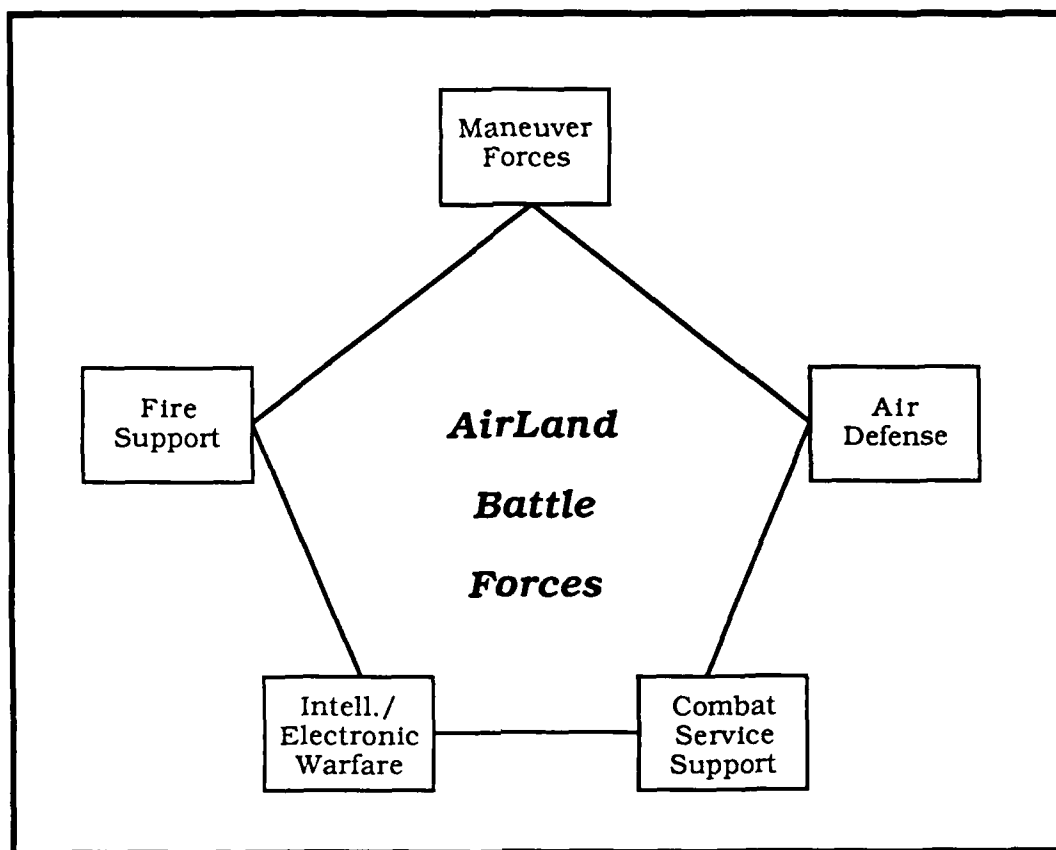 Maneuver
Forces
Fire
Support
AirLand
Battle
Forces
Air
Defense
Intell./
Electronic
Warfare
Combat
Service
Support